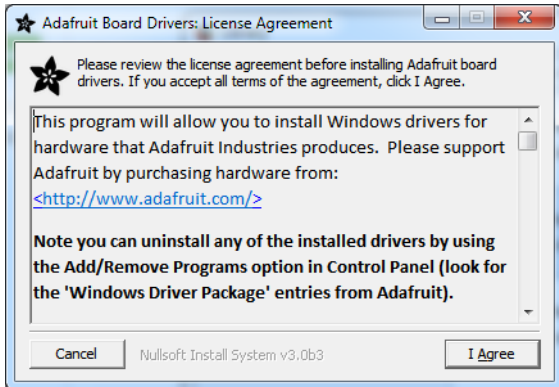 Adafruit Board Drivers: License Agreement
Please review the license agreement before installing Adafruit board
drivers. If you accept all terms of the agreement, click I Agree.
This program will allow you to install Windows drivers for
hardware that Adafruit Industries produces.  Please support
Adafruit by purchasing hardware from:
<http://www.adafruit.com/>
Note you can uninstall any of the installed drivers by using
the Add/Remove Programs option in Control Panel (look for
the 'Windows Driver Package' entries from Adafruit).
Cancel
Nullsoft Install System v3.0b3
I Agree